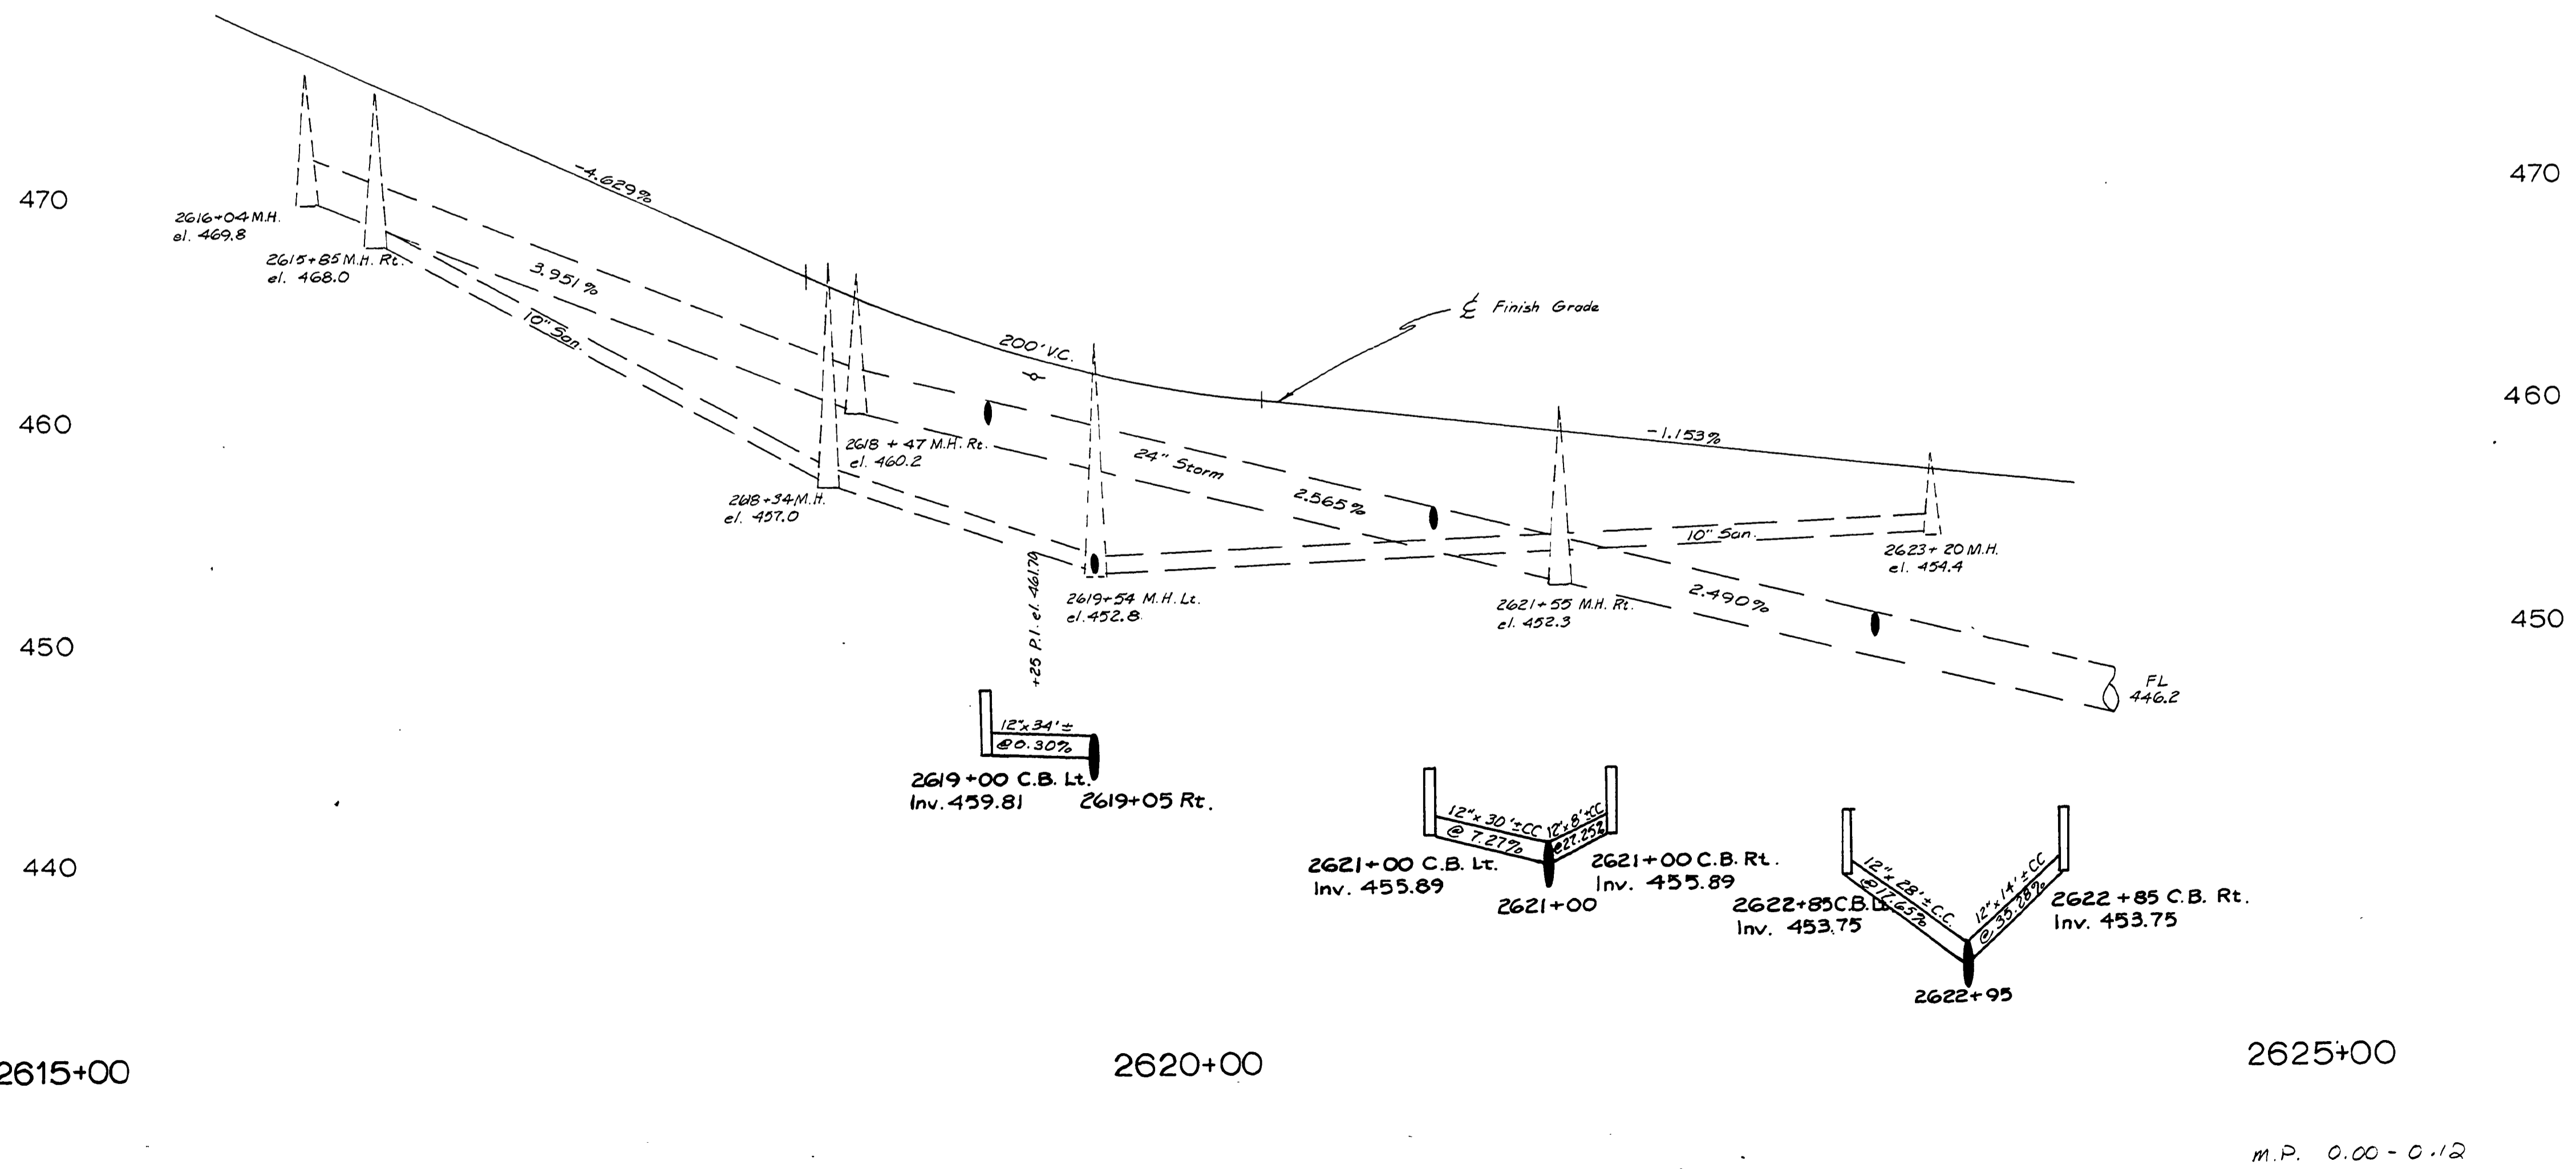 470
470
-4.629%
2616+04 M.H.
el. 469.8
2615+85 M.H. Rt.
el. 468.0
3.951%
10" San.
℄ Finish Grade
200' V.C.
460
460
-1.153%
2618 + 47 M.H. Rt.
el. 460.2
24" Storm
2.565%
2618+34 M.H.
el. 457.0
10" San.
2623+20 M.H.
el. 454.4
+25 P.I. el. 461.70
2619+54 M.H. Lt.
el. 452.8
2621+55 M.H. Rt.
el. 452.3
2.490%
450
450
FL
446.2
12"x34'±
@0.30%
2619+00 C.B. Lt.
Inv. 459.81
2619+05 Rt.
12"x 30'±CC
@ 7.27%
12"x8'±CC
@27.25%
2621+00 C.B. Lt.
Inv. 455.89
2621+00 C.B. Rt.
Inv. 455.89
2621+00
440
12"x 28'±C.C.
@17.65%
12"x14'±CC
@ 35.28%
2622+85 C.B. Lt.
Inv. 453.75
2622+85 C.B. Rt.
Inv. 453.75
2622+95
2615+00
2620+00
2625+00
M.P. 0.00 - 0.12